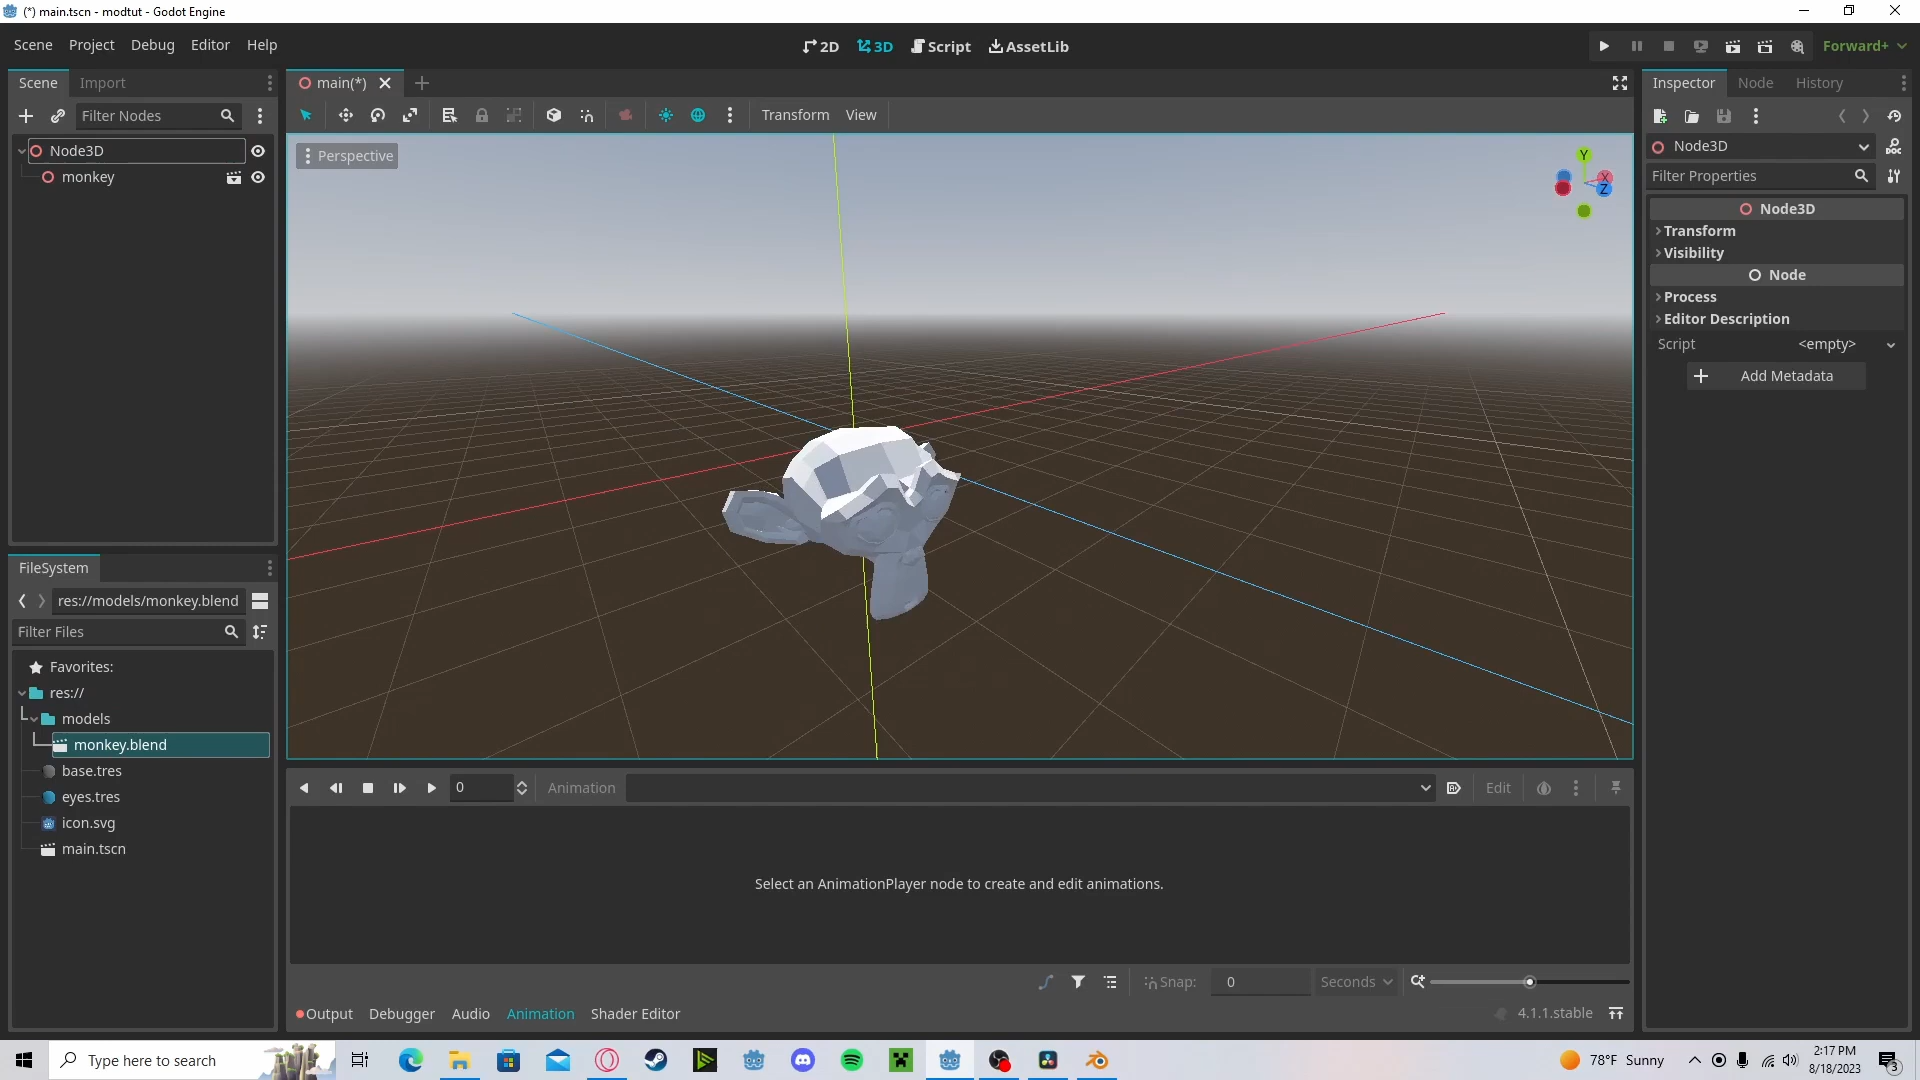 (*) main.tscn - modtut - Godot Engine
Scene Project Debug Editor Help
2D 3D Script AssetLib
Forward+
Scene Import
Filter Nodes
Node3D
monkey
main(*)
Transform View
Perspective
Y
X
Z
Inspector Node History
Node3D
Filter Properties
Node3D
Transform
Visibility
Node
Process
Editor Description
Script <empty>
Add Metadata
FileSystem
res://models/monkey.blend
Filter Files
Favorites:
res://
models
monkey.blend
base.tres
eyes.tres
icon.svg
main.tscn
0 Animation Edit
Select an AnimationPlayer node to create and edit animations.
Snap: 0 Seconds
Output Debugger Audio Animation Shader Editor
4.1.1.stable
Type here to search
78°F Sunny
2:17 PM
8/18/2023
3